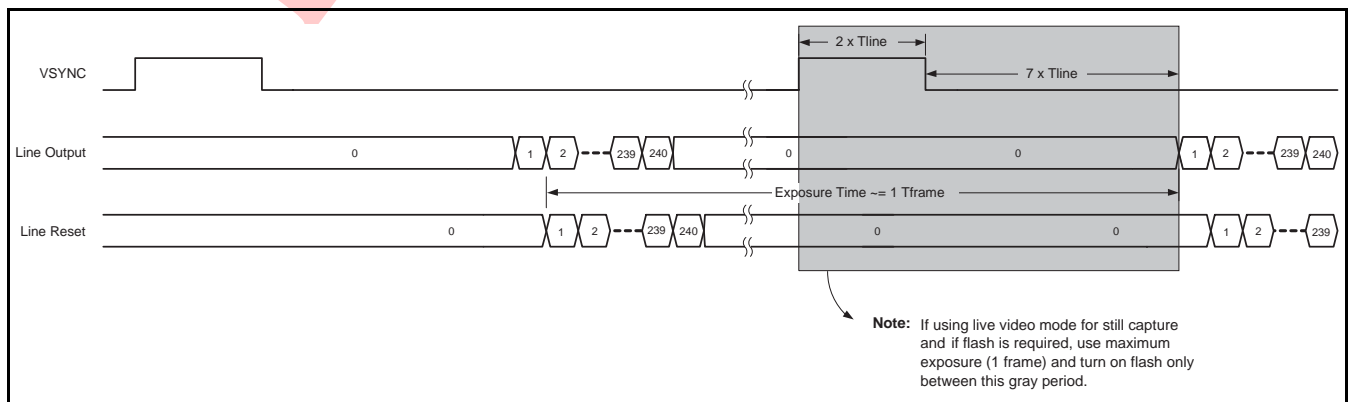 2 x Tline
VSYNC
7 x Tline
Line Output
0
1
2
239
240
0
0
1
2
239
240
Exposure Time ~= 1 Tframe
Line Reset
0
1
2
239
240
0
0
1
2
239
Note: If using live video mode for still capture
and if flash is required, use maximum
exposure (1 frame) and turn on flash only
between this gray period.